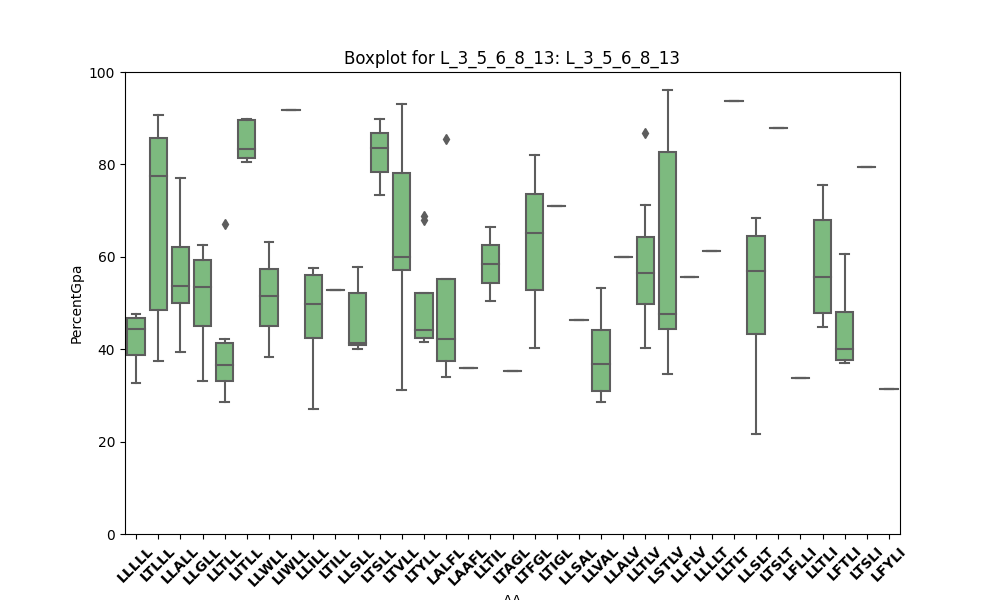 Boxplot for L_3_5_6_8_13: L_3_5_6_8_13
100
80
60
40
20
0
PercentGpa
LLLLL LTLLL LLALL LLGLL LLTLL LITLL LLWLL LIWLL LLILL LTILL LLSLL LTSLL LTVLL LTYLL LALFL LAAFL LLTIL LTAGL LTFGL LTIGL LLSAL LLVAL LLALV LLTLV LSTLV LLFLV LLLLT LLTLT LLSLT LTSLT LFLLI LLTLI LFTLI LTSLI LFYLI
AA